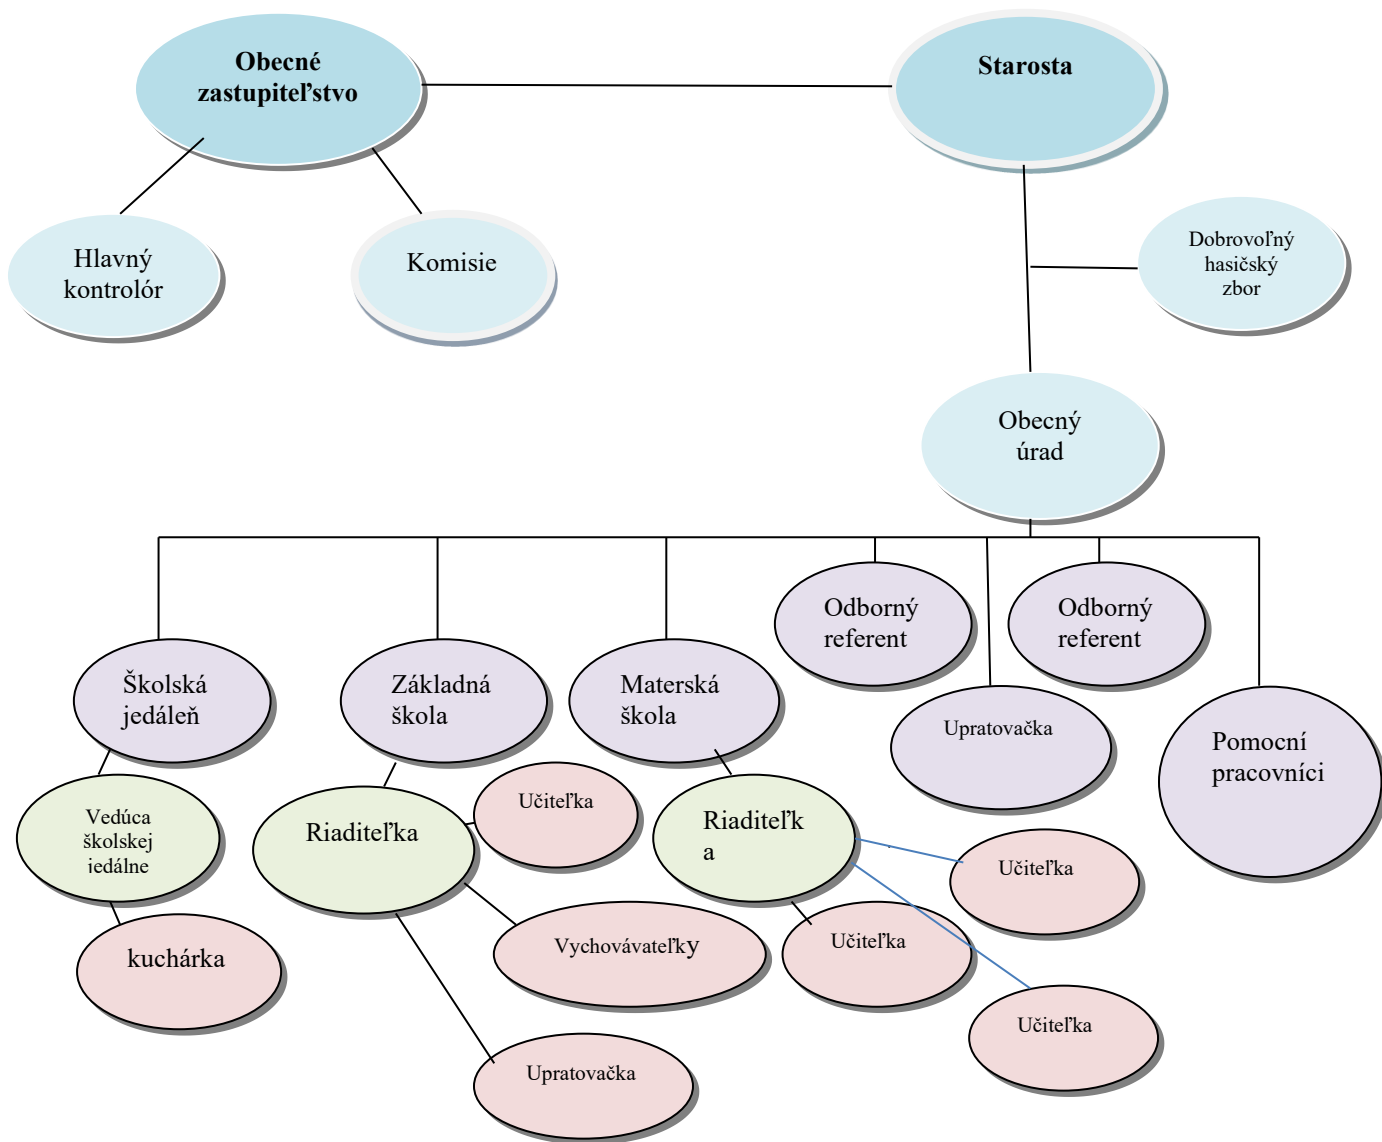 Obecné
zastupiteľstvo
Starosta
Hlavný
kontrolór
Komisie
Dobrovoľný
hasičský
zbor
Obecný
úrad
Odborný
referent
Odborný
referent
Školská
jedáleň
Základná
škola
Materská
škola
Upratovačka
Pomocní
pracovníci
Vedúca
školskej
jedálne
Riaditeľka
Učiteľka
Riaditeľk
a
Učiteľka
kuchárka
Vychovávateľky
Učiteľka
Učiteľka
Upratovačka